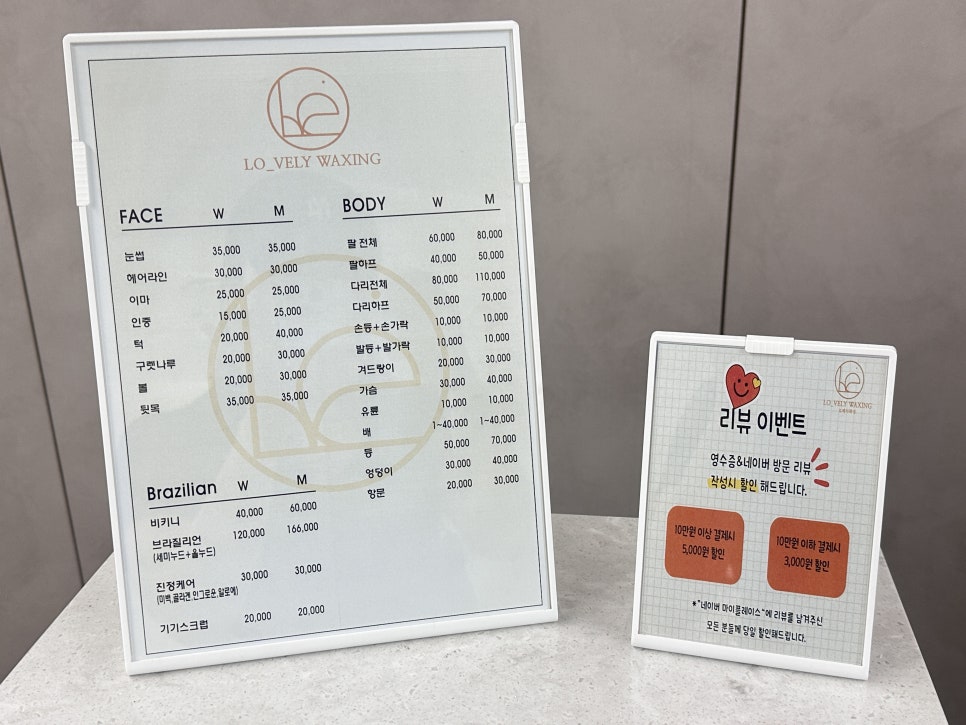 LO_VELY WAXING
FACE W M
눈썹 35,000 35,000
헤어라인 30,000 30,000
이마 25,000 25,000
인중 15,000 25,000
턱 20,000 40,000
구렛나루 20,000 30,000
볼 20,000 30,000
뒷목 35,000 35,000
BODY W M
팔 전체 60,000 80,000
팔하프 40,000 50,000
다리전체 80,000 110,000
다리하프 50,000 70,000
손등+손가락 10,000 10,000
발등+발가락 10,000 10,000
겨드랑이 20,000 30,000
가슴 30,000 40,000
유륜 10,000 10,000
배 1~40,000 1~40,000
등 50,000 70,000
엉덩이 30,000 40,000
항문 20,000 30,000
Brazilian W M
비키니 40,000 60,000
브라질리언 120,000 166,000
(세미누드+올누드)
진정케어 30,000 30,000
(미백,콜라겐,인그로운,알로에)
기기스크럽 20,000 20,000
LO_VELY WAXING
리뷰 이벤트
영수증&네이버 방문 리뷰
작성시 할인 해드립니다.
10만원 이상 결제시
5,000원 할인
10만원 이하 결제시
3,000원 할인
*"네이버 마이플레이스"에 리뷰를 남겨주신
모든 분들께 당일 할인해드립니다.